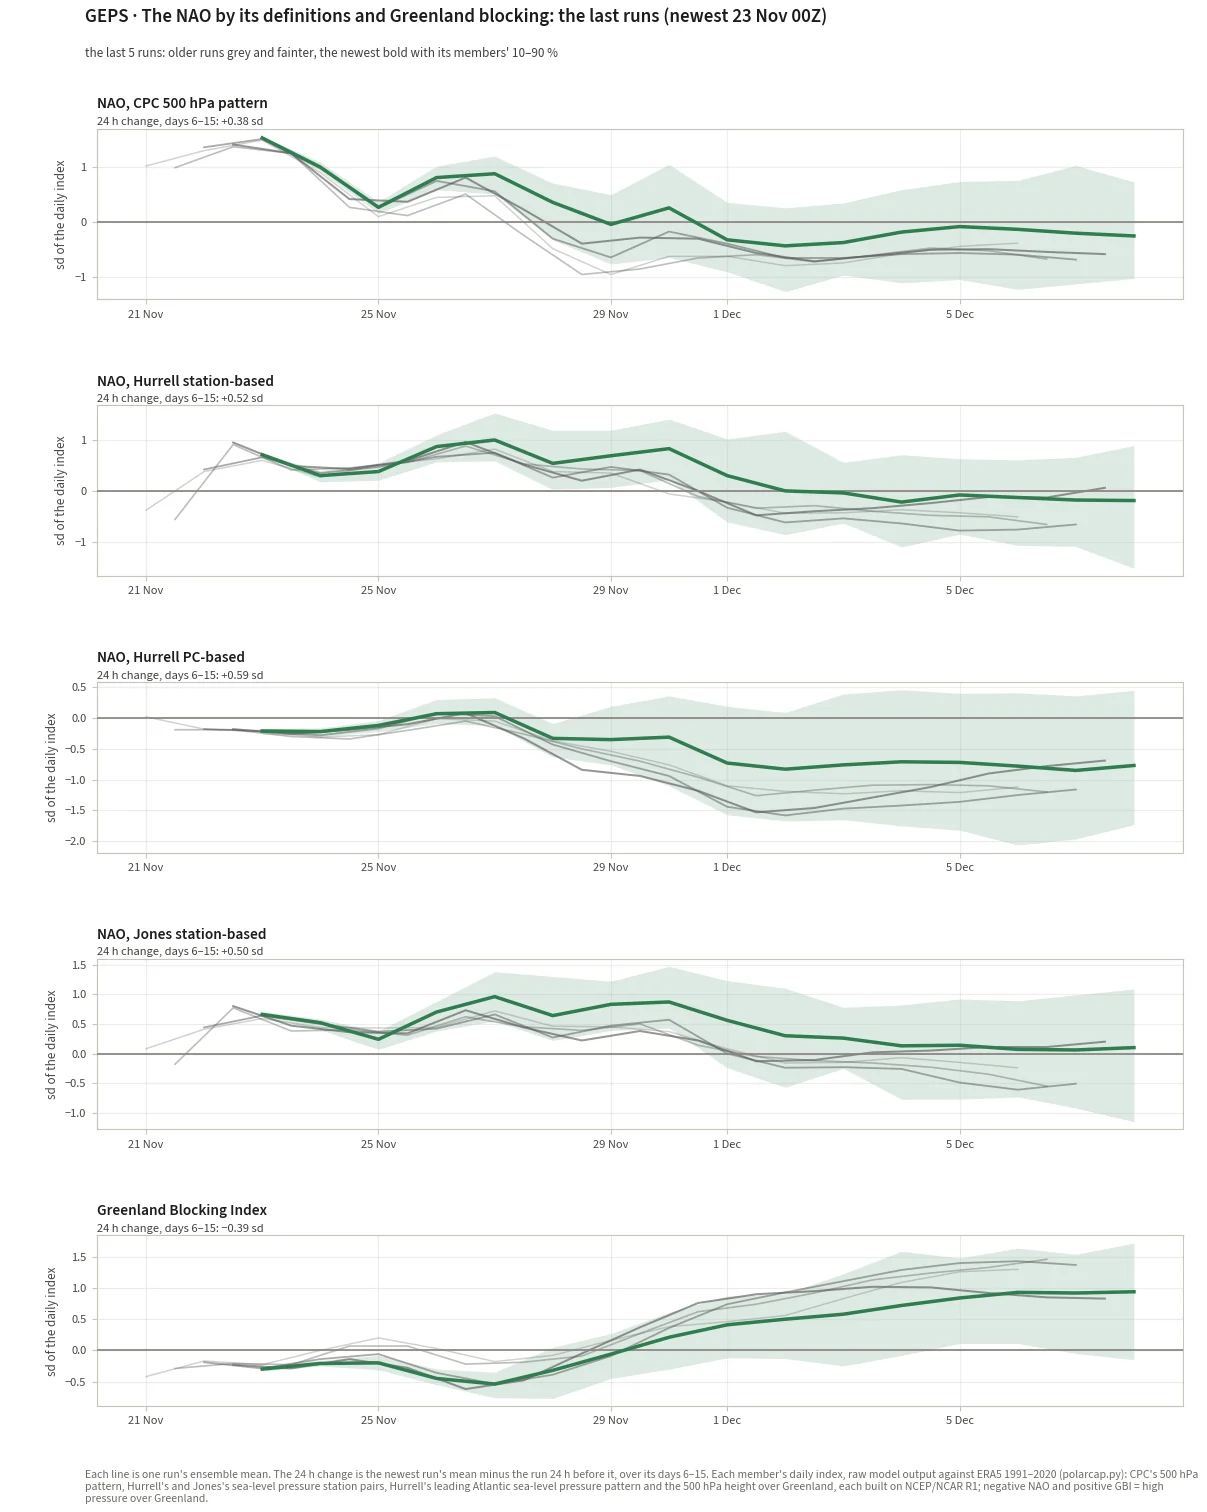 GEPS · The NAO by its definitions and Greenland blocking: the last runs (newest 23 Nov 00Z)
the last 5 runs: older runs grey and fainter, the newest bold with its members' 10–90 %
NAO, CPC 500 hPa pattern
24 h change, days 6–15: +0.38 sd
sd of the daily index
1
0
−1
21 Nov
25 Nov
29 Nov
1 Dec
5 Dec
NAO, Hurrell station-based
24 h change, days 6–15: +0.52 sd
sd of the daily index
1
0
−1
21 Nov
25 Nov
29 Nov
1 Dec
5 Dec
NAO, Hurrell PC-based
24 h change, days 6–15: +0.59 sd
sd of the daily index
0.5
0.0
−0.5
−1.0
−1.5
−2.0
21 Nov
25 Nov
29 Nov
1 Dec
5 Dec
NAO, Jones station-based
24 h change, days 6–15: +0.50 sd
sd of the daily index
1.5
1.0
0.5
0.0
−0.5
−1.0
21 Nov
25 Nov
29 Nov
1 Dec
5 Dec
Greenland Blocking Index
24 h change, days 6–15: −0.39 sd
sd of the daily index
1.5
1.0
0.5
0.0
−0.5
21 Nov
25 Nov
29 Nov
1 Dec
5 Dec
Each line is one run's ensemble mean. The 24 h change is the newest run's mean minus the run 24 h before it, over its days 6–15. Each member's daily index, raw model output against ERA5 1991–2020 (polarcap.py): CPC's 500 hPa
pattern, Hurrell's and Jones's sea-level pressure station pairs, Hurrell's leading Atlantic sea-level pressure pattern and the 500 hPa height over Greenland, each built on NCEP/NCAR R1; negative NAO and positive GBI = high
pressure over Greenland.